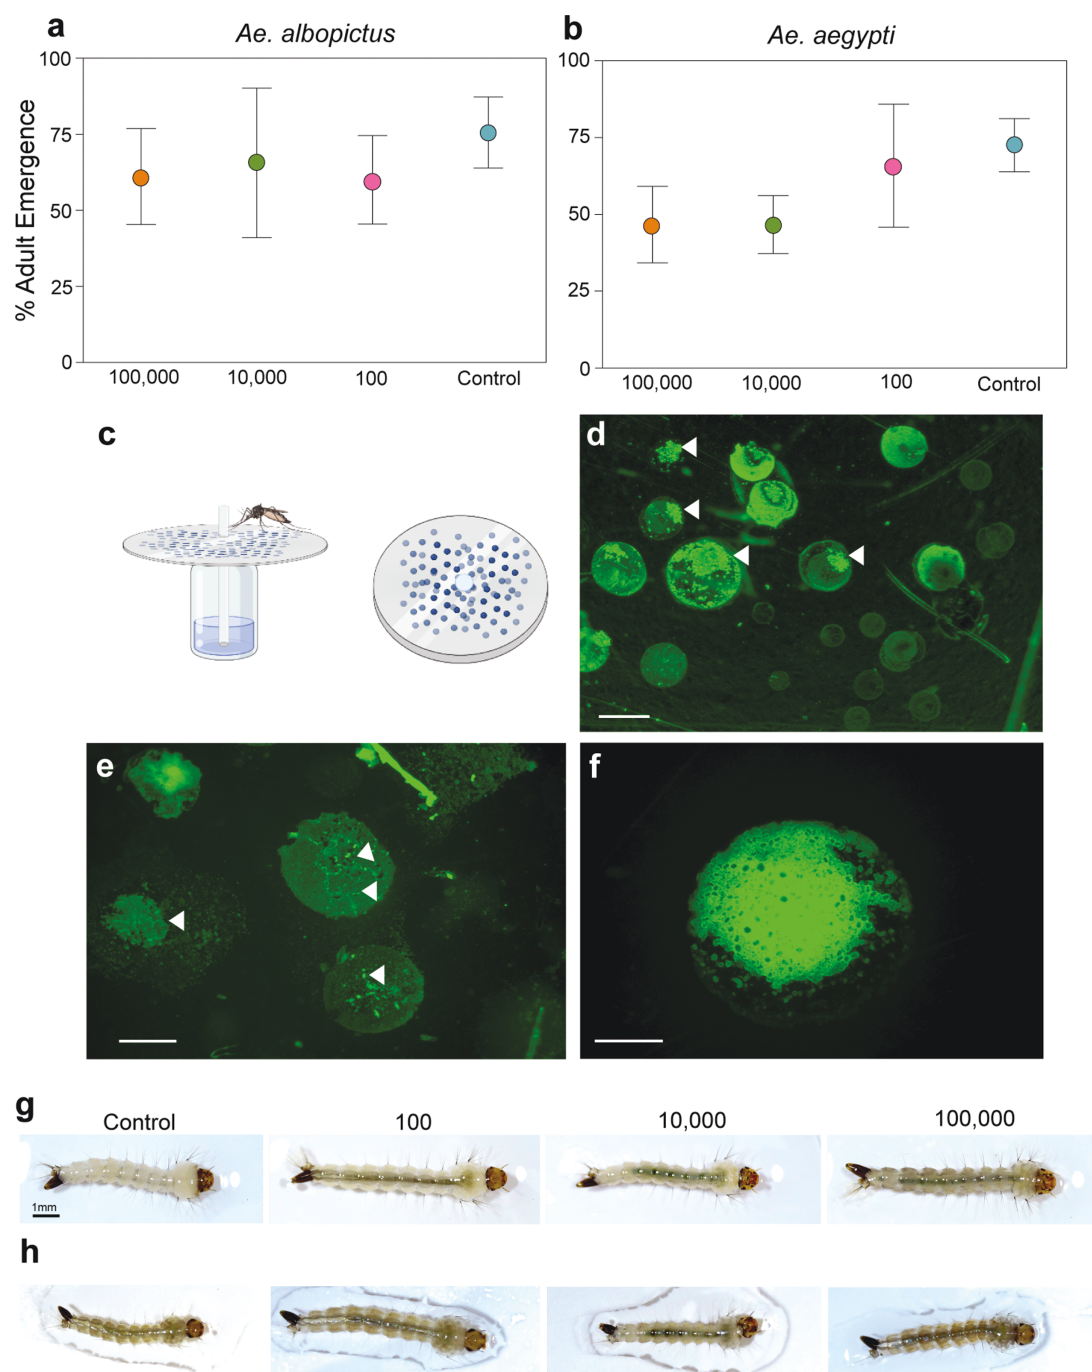 a
Ae. albopictus
b
Ae. aegypti
% Adult Emergence
100
75
50
25
0
100,000
10,000
100
Control
100
75
50
25
0
100,000
10,000
100
Control
c
d
e
f
g
Control
100
10,000
100,000
1mm
h